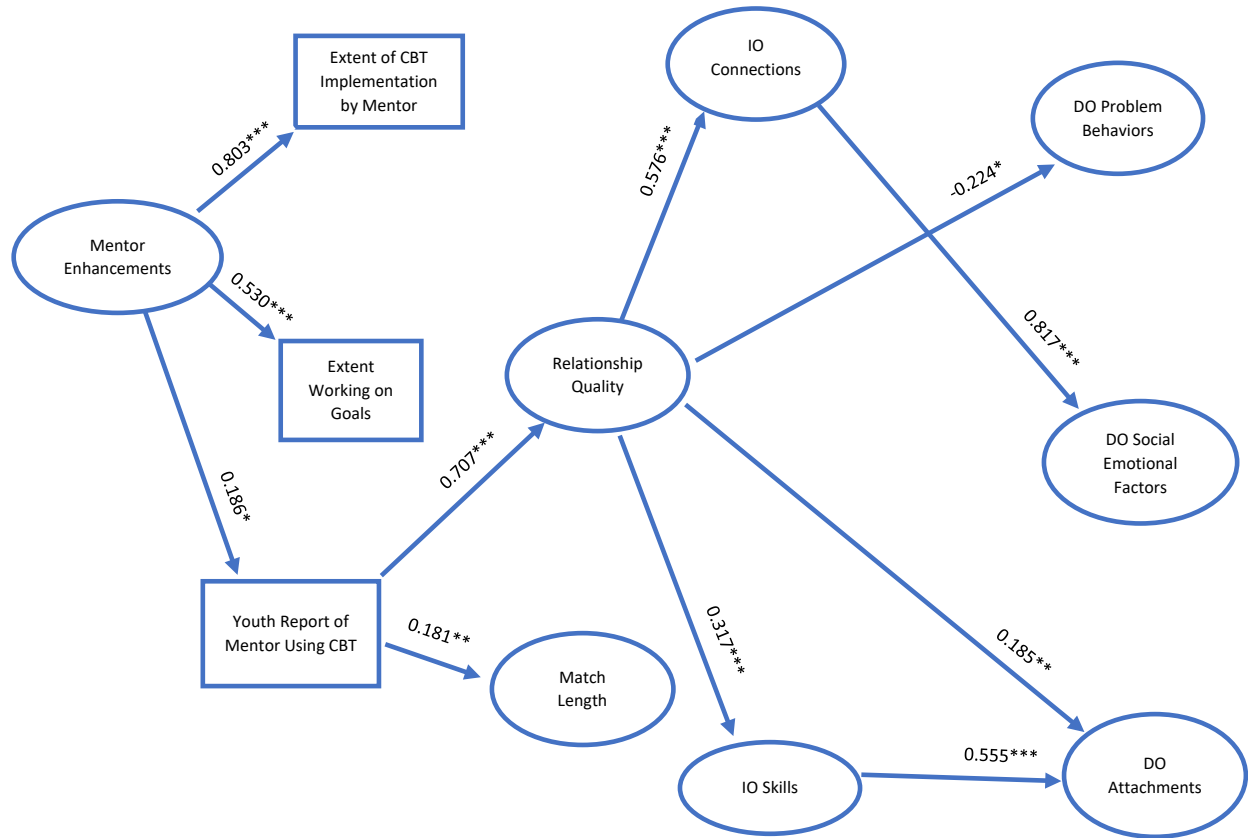 Extent of CBT
Implementation
by Mentor
IO
Connections
DO Problem
Behaviors
0.803***
0.576***
-0.224*
Mentor
Enhancements
0.530***
Extent
Working on
Goals
Relationship
Quality
0.817***
DO Social
Emotional
Factors
0.186*
0.707***
Youth Report of
Mentor Using CBT
0.181**
Match
Length
0.317***
0.185**
IO Skills
0.555***
DO
Attachments